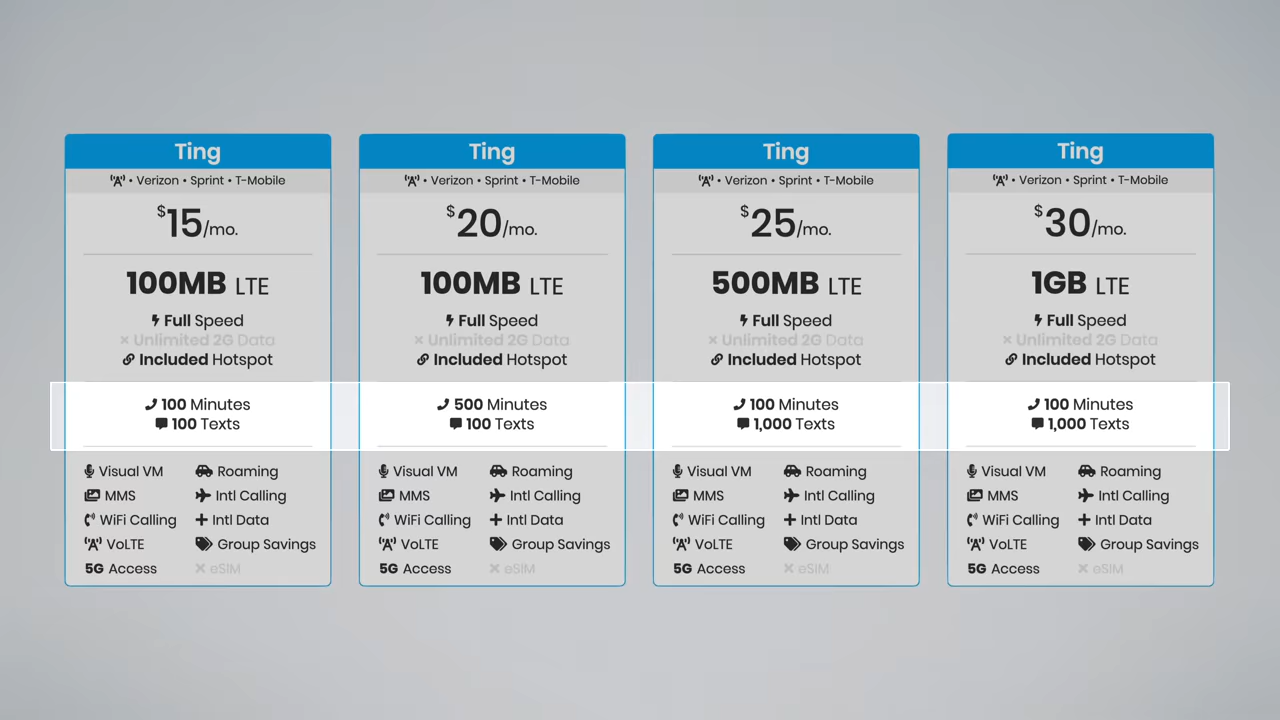 Ting
• Verizon • Sprint • T-Mobile
$15/mo.
100MB LTE
Full Speed
× Unlimited 2G Data
Included Hotspot
100 Minutes
100 Texts
Visual VM Roaming
MMS Intl Calling
WiFi Calling Intl Data
VoLTE Group Savings
5G Access × eSIM
Ting
• Verizon • Sprint • T-Mobile
$20/mo.
100MB LTE
Full Speed
× Unlimited 2G Data
Included Hotspot
500 Minutes
100 Texts
Visual VM Roaming
MMS Intl Calling
WiFi Calling Intl Data
VoLTE Group Savings
5G Access × eSIM
Ting
• Verizon • Sprint • T-Mobile
$25/mo.
500MB LTE
Full Speed
× Unlimited 2G Data
Included Hotspot
100 Minutes
1,000 Texts
Visual VM Roaming
MMS Intl Calling
WiFi Calling Intl Data
VoLTE Group Savings
5G Access × eSIM
Ting
• Verizon • Sprint • T-Mobile
$30/mo.
1GB LTE
Full Speed
× Unlimited 2G Data
Included Hotspot
100 Minutes
1,000 Texts
Visual VM Roaming
MMS Intl Calling
WiFi Calling Intl Data
VoLTE Group Savings
5G Access × eSIM